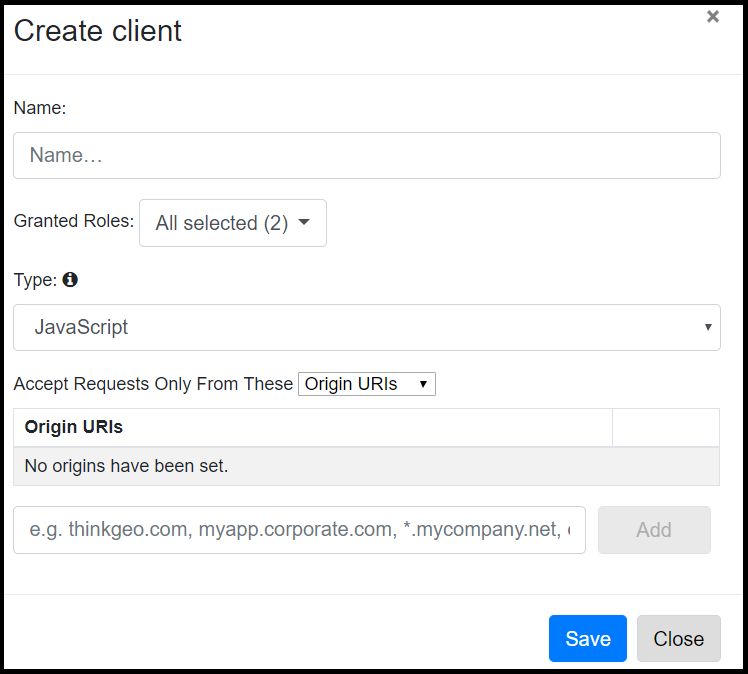 Create client
Name:
Name…
Granted Roles: All selected (2)
Type:
JavaScript
Accept Requests Only From These Origin URIs
Origin URIs
No origins have been set.
e.g. thinkgeo.com, myapp.corporate.com, *.mycompany.net, Add
Save Close